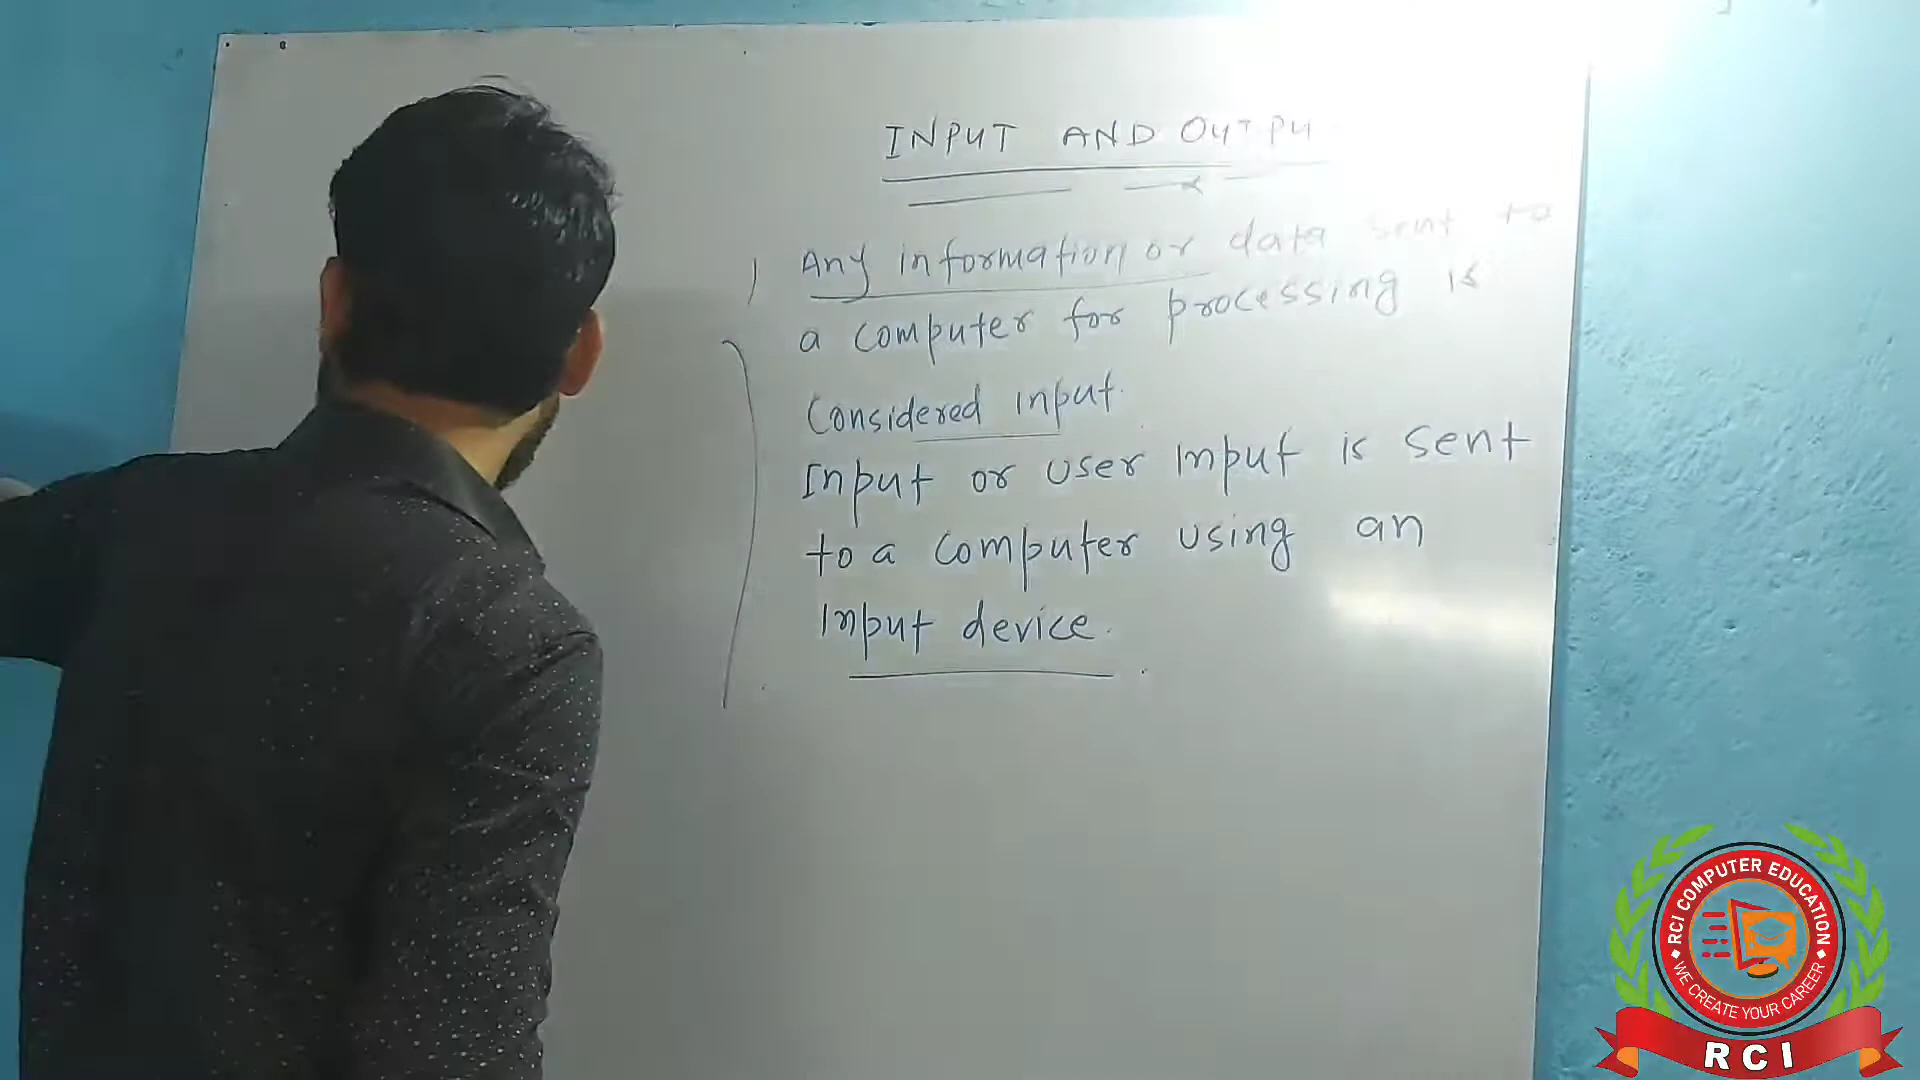 INPUT AND OUTPU
1 Any information or data sent to
a computer for processing is
Considered input.
Input or user input is sent
to a computer using an
Input device.
RCI COMPUTER EDUCATION
WE CREATE YOUR CAREER
RCI